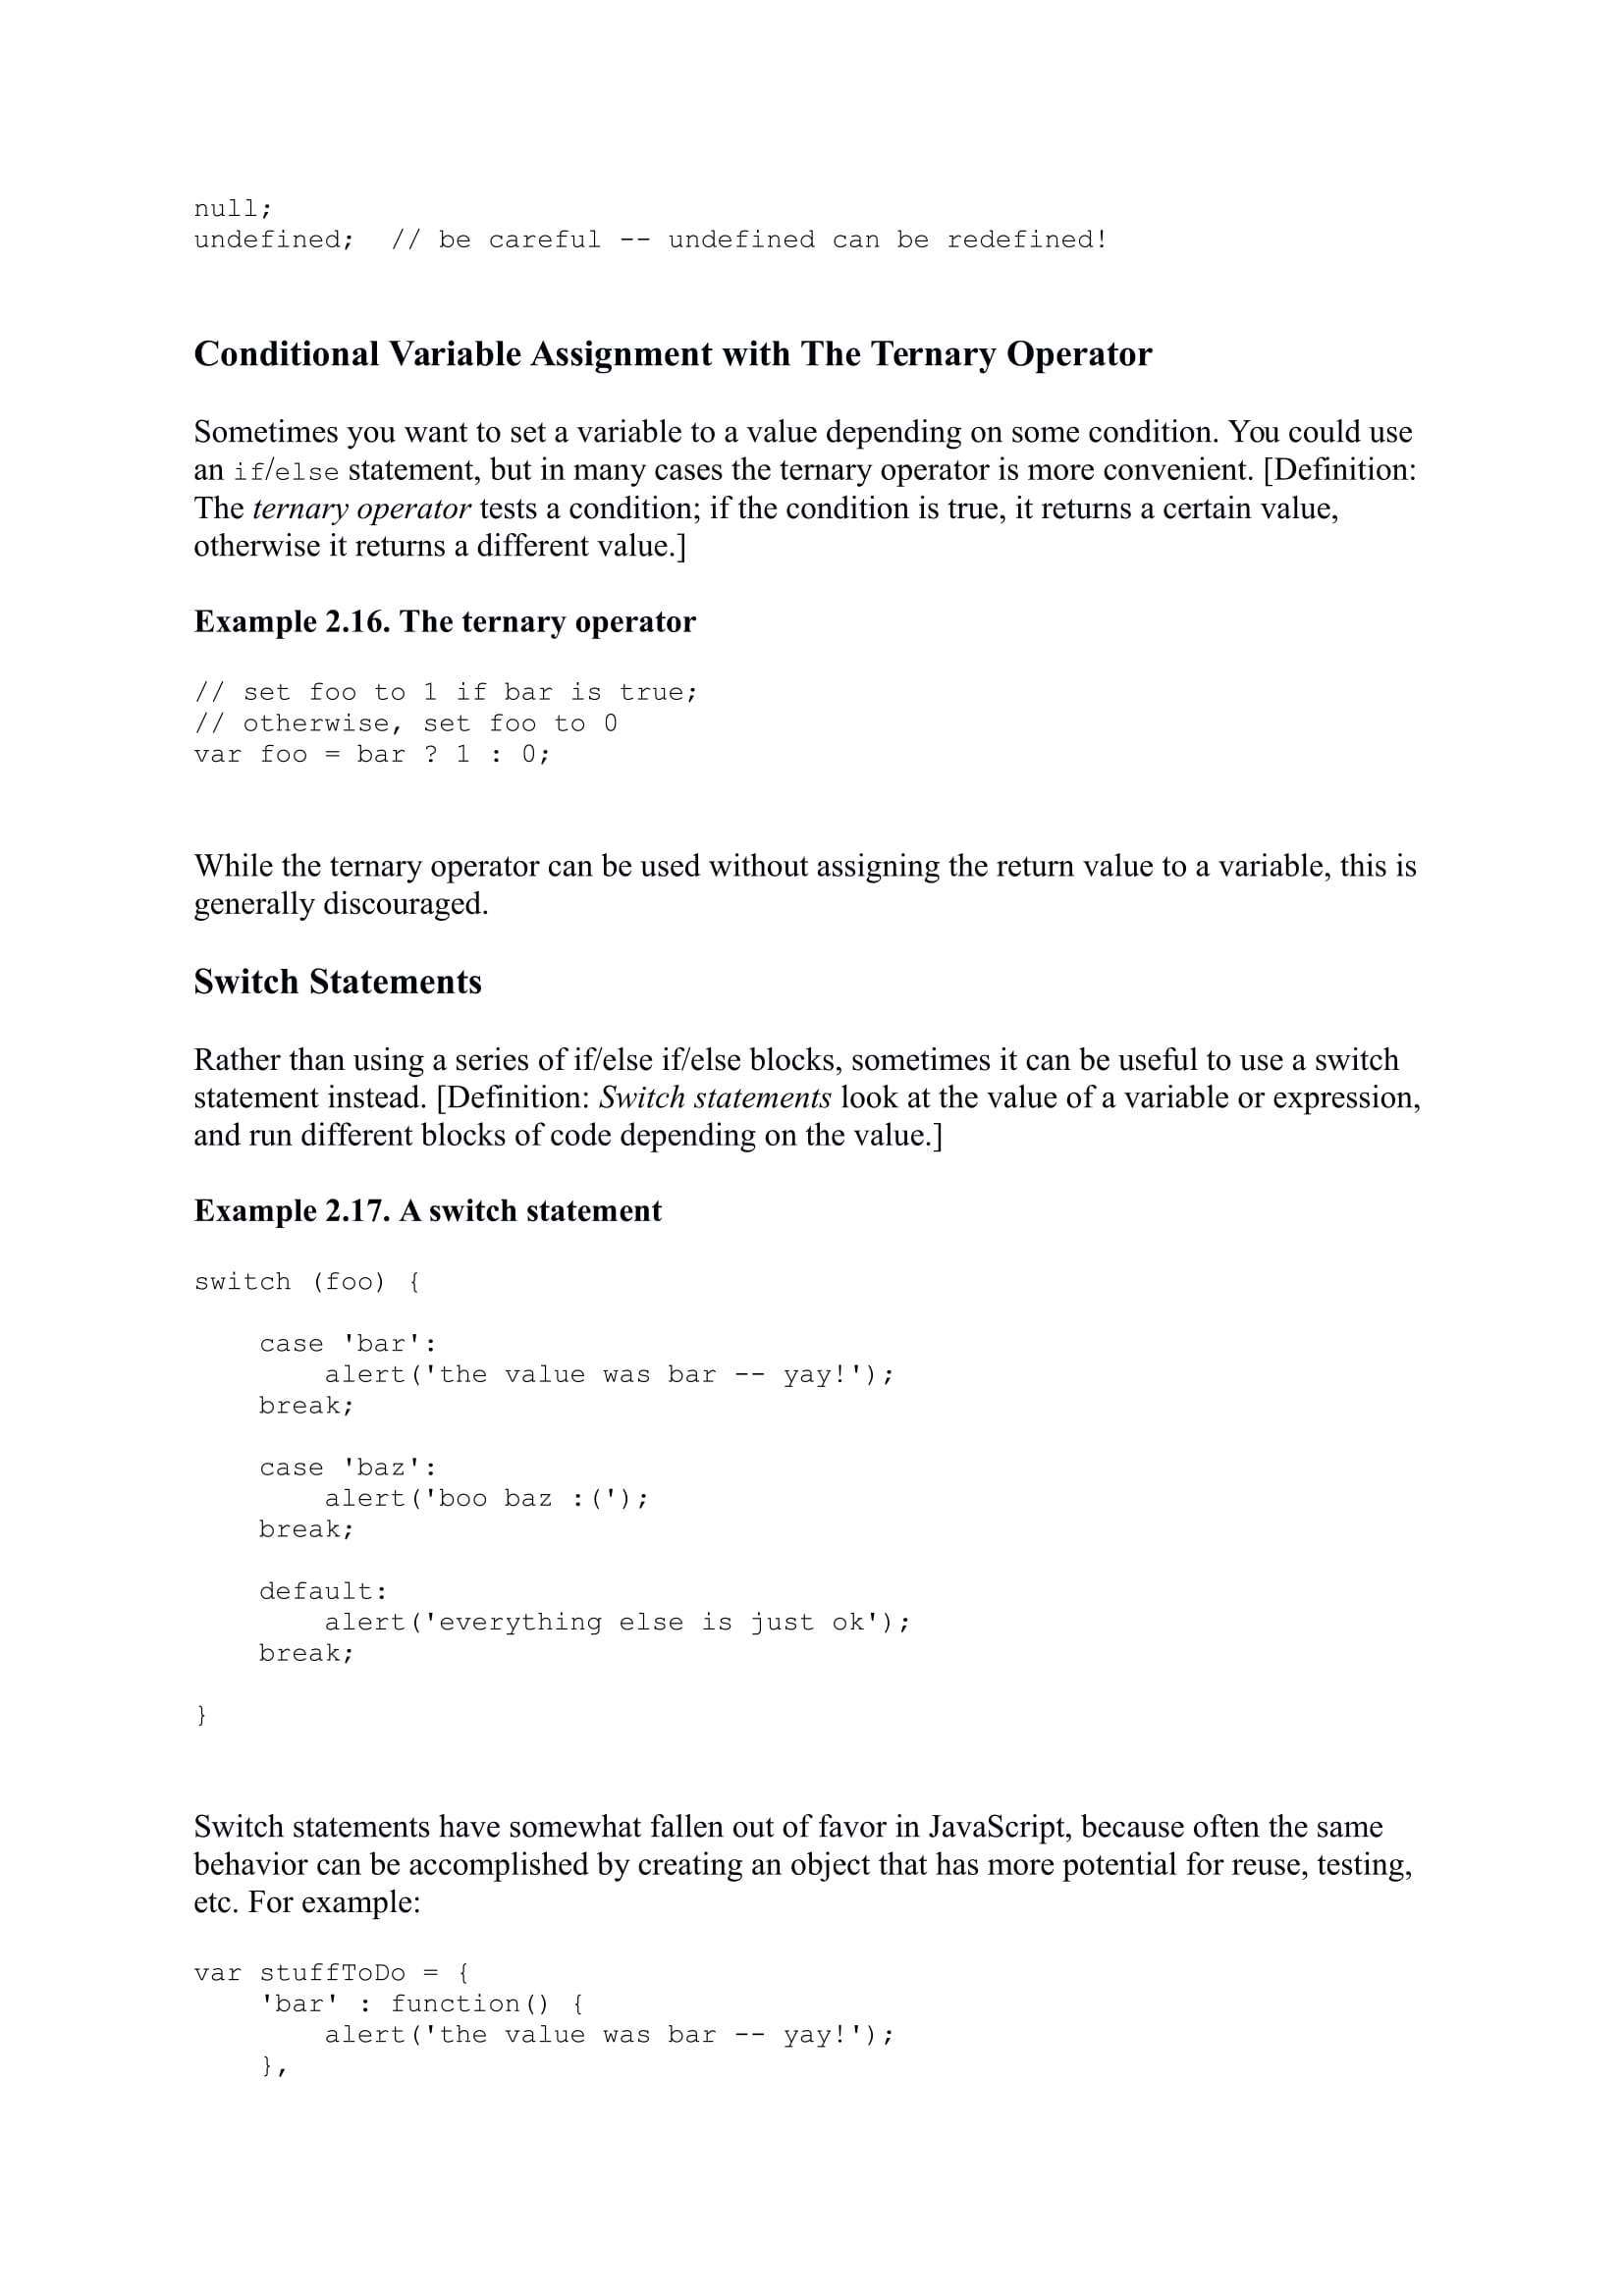 null;
undefined;  // be careful -- undefined can be redefined!
Conditional Variable Assignment with The Ternary Operator
Sometimes you want to set a variable to a value depending on some condition. You could use
an if/else statement, but in many cases the ternary operator is more convenient. [Definition:
The ternary operator tests a condition; if the condition is true, it returns a certain value,
otherwise it returns a different value.]
Example 2.16. The ternary operator
// set foo to 1 if bar is true;
// otherwise, set foo to 0
var foo = bar ? 1 : 0;
While the ternary operator can be used without assigning the return value to a variable, this is
generally discouraged.
Switch Statements
Rather than using a series of if/else if/else blocks, sometimes it can be useful to use a switch
statement instead. [Definition: Switch statements look at the value of a variable or expression,
and run different blocks of code depending on the value.]
Example 2.17. A switch statement
switch (foo) {
    case 'bar':
        alert('the value was bar -- yay!');
    break;
    case 'baz':
        alert('boo baz :(');
    break;
    default:
        alert('everything else is just ok');
    break;
}
Switch statements have somewhat fallen out of favor in JavaScript, because often the same
behavior can be accomplished by creating an object that has more potential for reuse, testing,
etc. For example:
var stuffToDo = {
    'bar' : function() {
        alert('the value was bar -- yay!');
    },